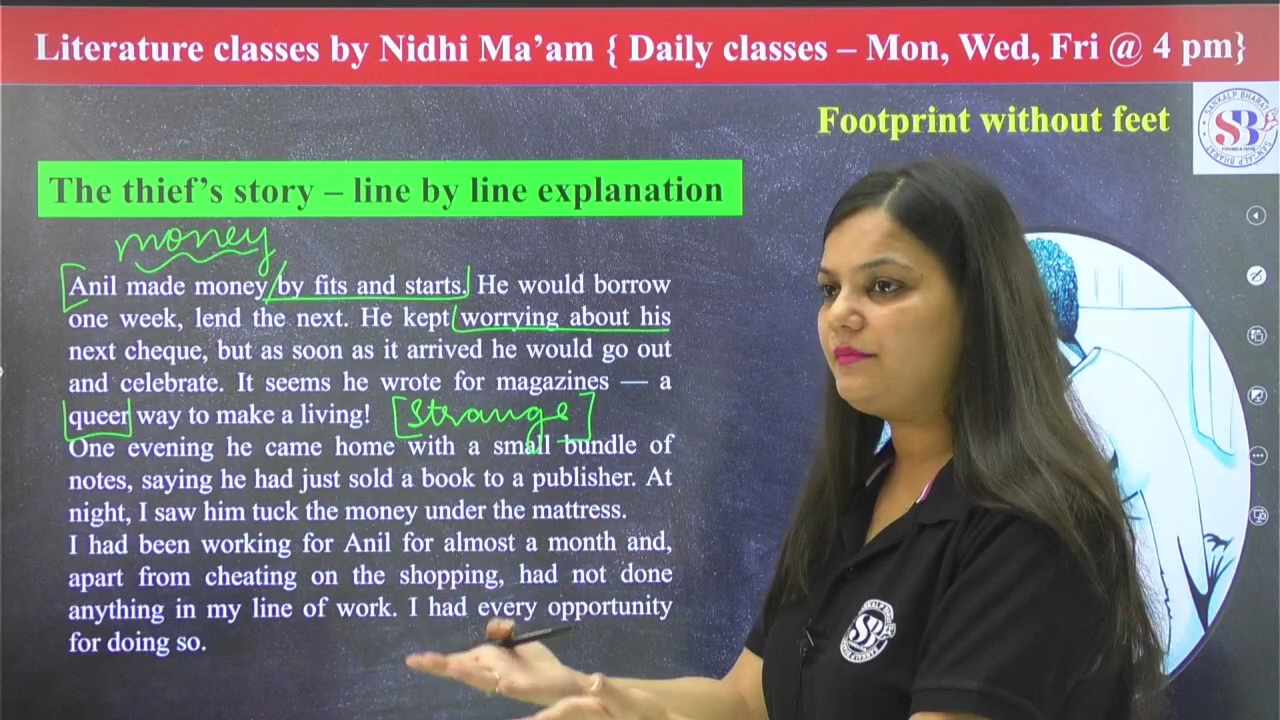 Literature classes by Nidhi Ma’am { Daily classes – Mon, Wed, Fri @ 4 pm}
Footprint without feet
SANKALP BHARAT
SB
The thief’s story – line by line explanation
money
Anil made money by fits and starts. He would borrow
one week, lend the next. He kept worrying about his
next cheque, but as soon as it arrived he would go out
and celebrate. It seems he wrote for magazines — a
queer way to make a living! [Strange]
One evening he came home with a small bundle of
notes, saying he had just sold a book to a publisher. At
night, I saw him tuck the money under the mattress.
I had been working for Anil for almost a month and,
apart from cheating on the shopping, had not done
anything in my line of work. I had every opportunity
for doing so.
SB